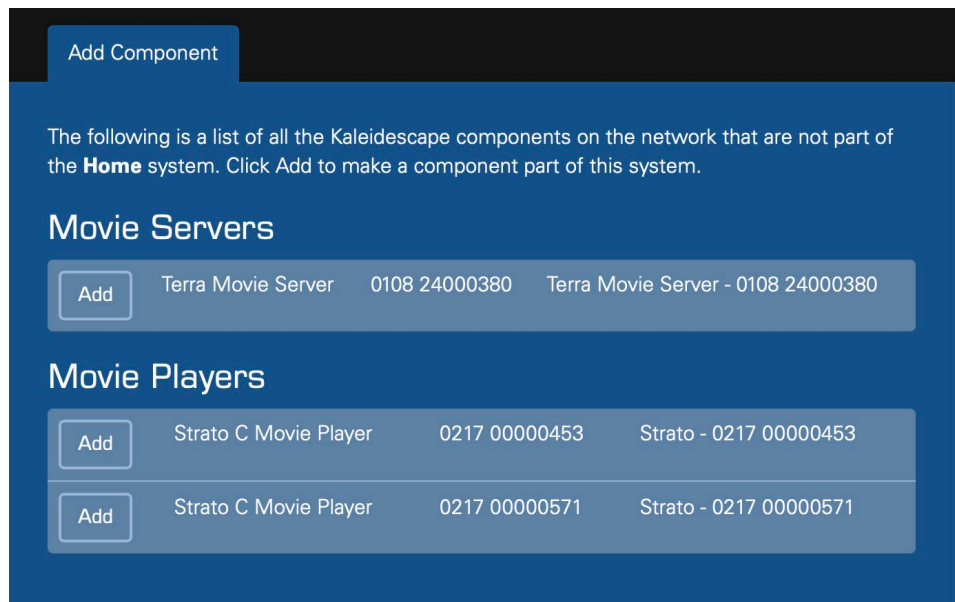 Add Component
The following is a list of all the Kaleidescape components on the network that are not part of
the Home system. Click Add to make a component part of this system.
Movie Servers
Add Terra Movie Server 0108 24000380 Terra Movie Server - 0108 24000380
Movie Players
Add Strato C Movie Player 0217 00000453 Strato - 0217 00000453
Add Strato C Movie Player 0217 00000571 Strato - 0217 00000571